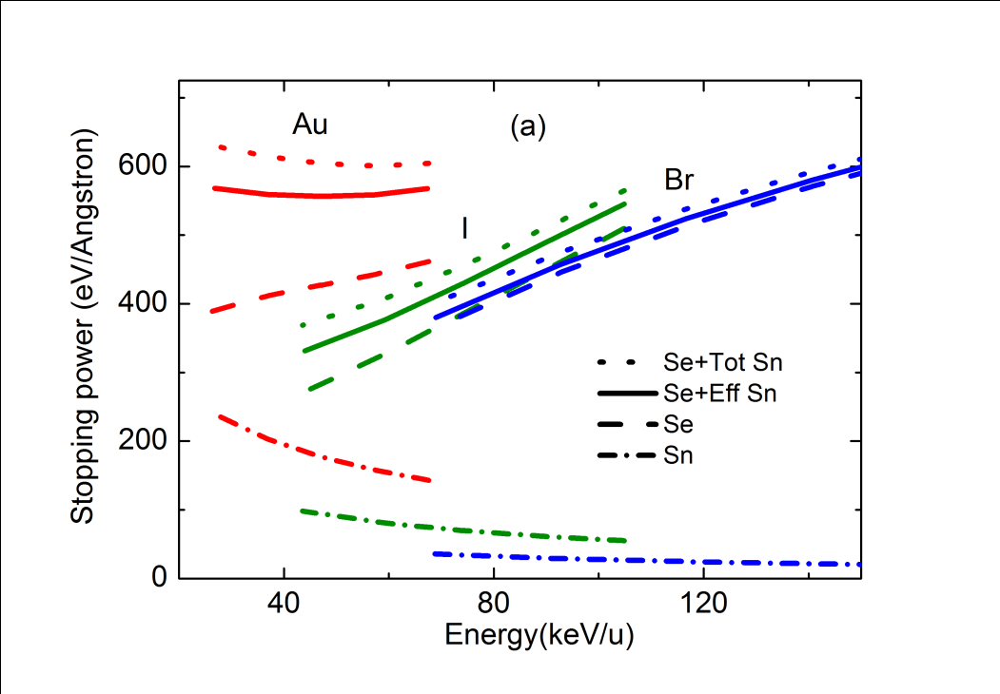 Au
(a)
Br
I
600
400
200
0
Stopping power (eV//Angstron)
Se+Tot Sn
Se+Eff Sn
Se
Sn
40
80
120
Energy(keV/u)